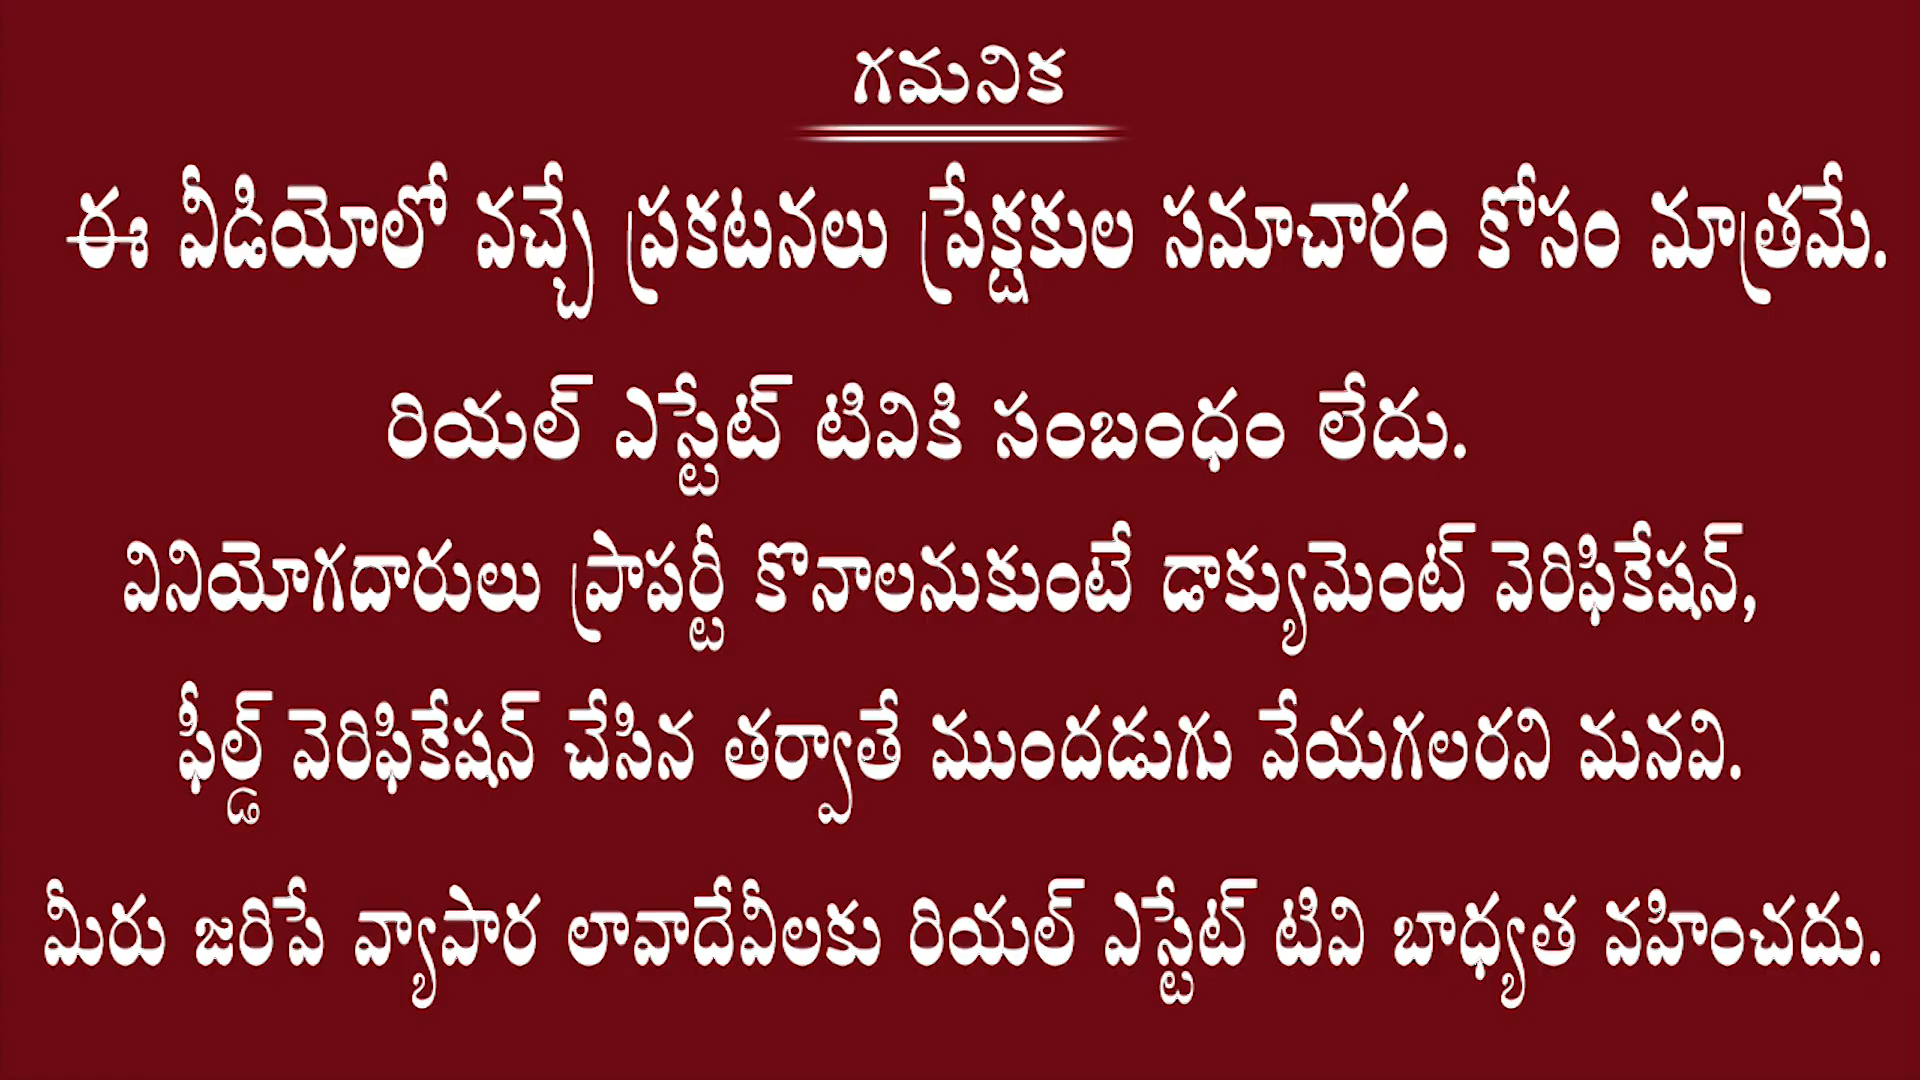 గమనిక
ఈ వీడియోలో వచ్చే ప్రకటనలు ప్రేక్షకుల సమాచారం కోసం మాత్రమే.
రియల్ ఎస్టేట్ టివికి సంబంధం లేదు.
వినియోగదారులు ప్రాపర్టీ కొనాలనుకుంటే డాక్యుమెంట్ వెరిఫికేషన్,
ఫీల్డ్ వెరిఫికేషన్ చేసిన తర్వాతే ముందడుగు వేయగలరని మనవి.
మీరు జరిపే వ్యాపార లావాదేవీలకు రియల్ ఎస్టేట్ టివి బాధ్యత వహించదు.